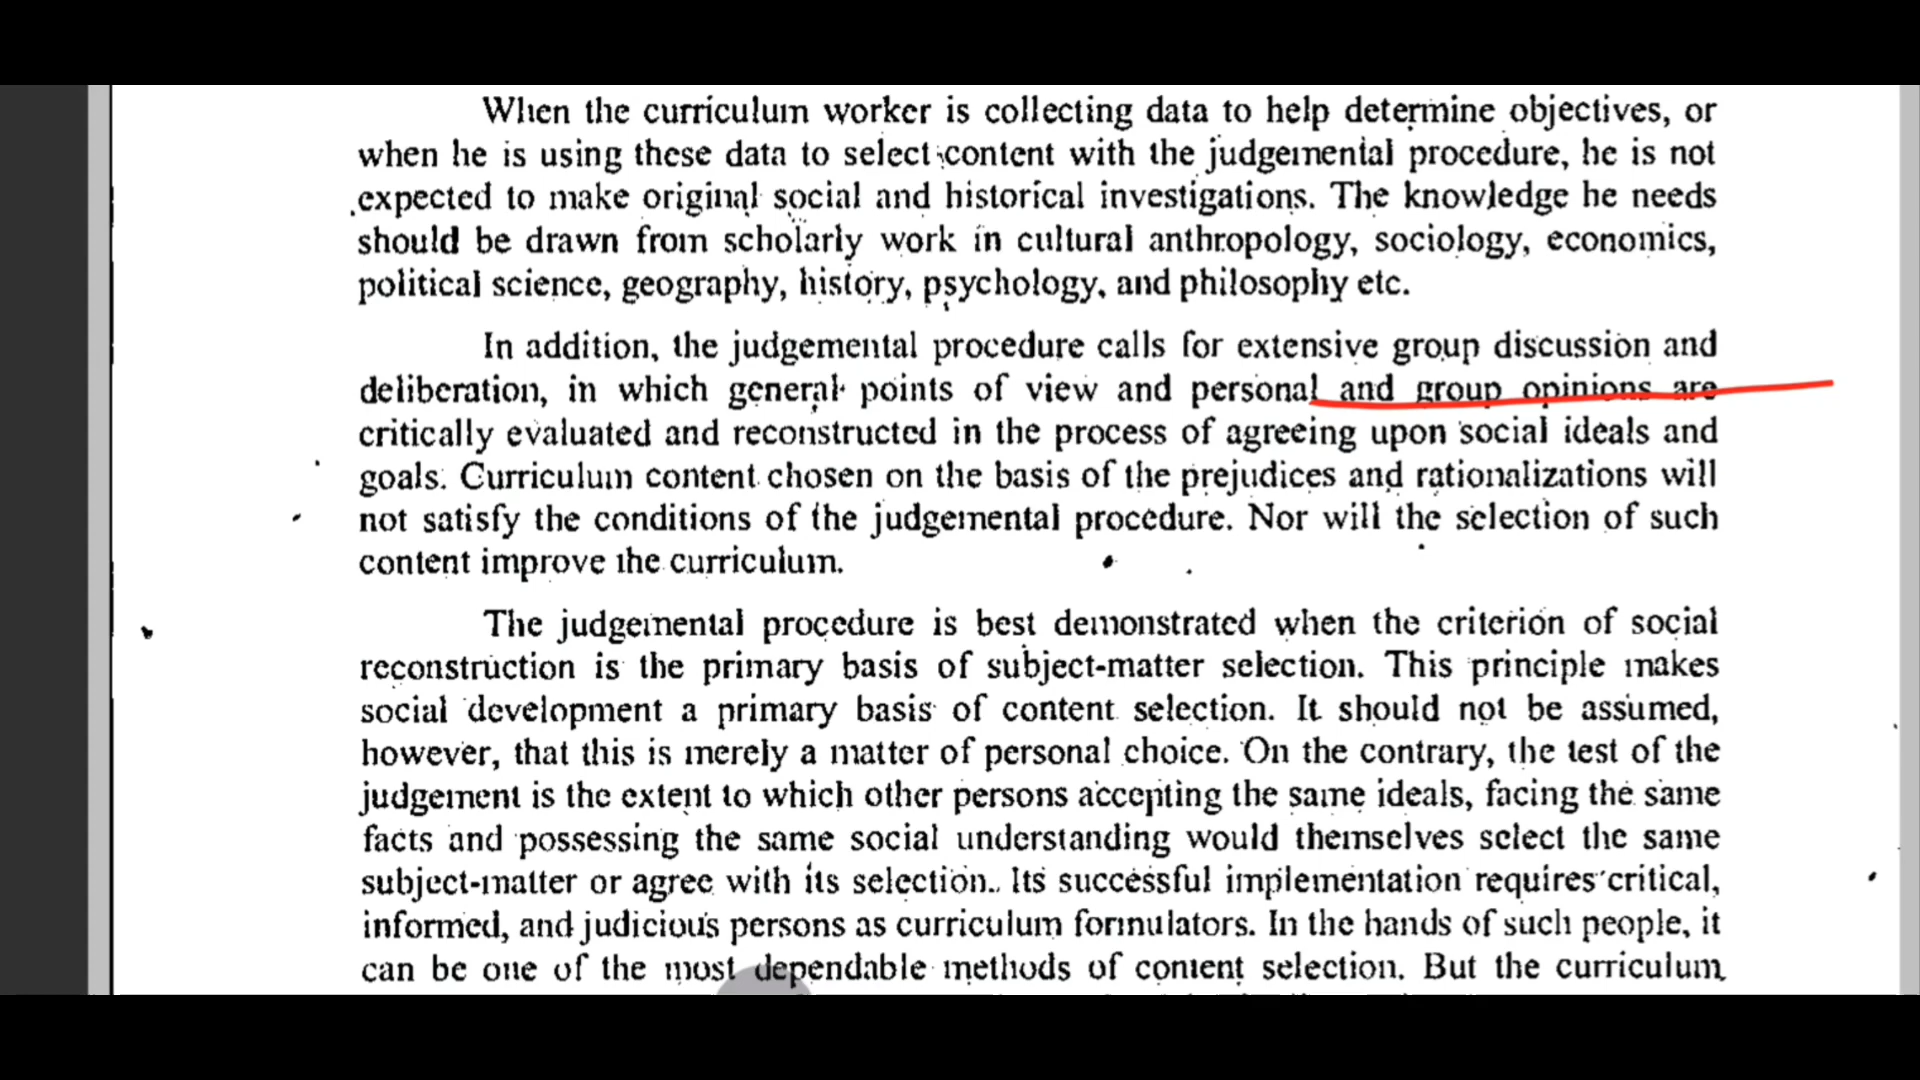 When the curriculum worker is collecting data to help determine objectives, or
when he is using these data to select content with the judgemental procedure, he is not
expected to make original social and historical investigations. The knowledge he needs
should be drawn from scholarly work in cultural anthropology, sociology, economics,
political science, geography, history, psychology, and philosophy etc.
In addition, the judgemental procedure calls for extensive group discussion and
deliberation, in which general points of view and personal and group opinions are
critically evaluated and reconstructed in the process of agreeing upon social ideals and
goals. Curriculum content chosen on the basis of the prejudices and rationalizations will
not satisfy the conditions of the judgemental procedure. Nor will the selection of such
content improve the curriculum.
The judgemental procedure is best demonstrated when the criterion of social
reconstruction is the primary basis of subject-matter selection. This principle makes
social development a primary basis of content selection. It should not be assumed,
however, that this is merely a matter of personal choice. On the contrary, the test of the
judgement is the extent to which other persons accepting the same ideals, facing the same
facts and possessing the same social understanding would themselves select the same
subject-matter or agree with its selection. Its successful implementation requires critical,
informed, and judicious persons as curriculum formulators. In the hands of such people, it
can be one of the most dependable methods of content selection. But the curriculum